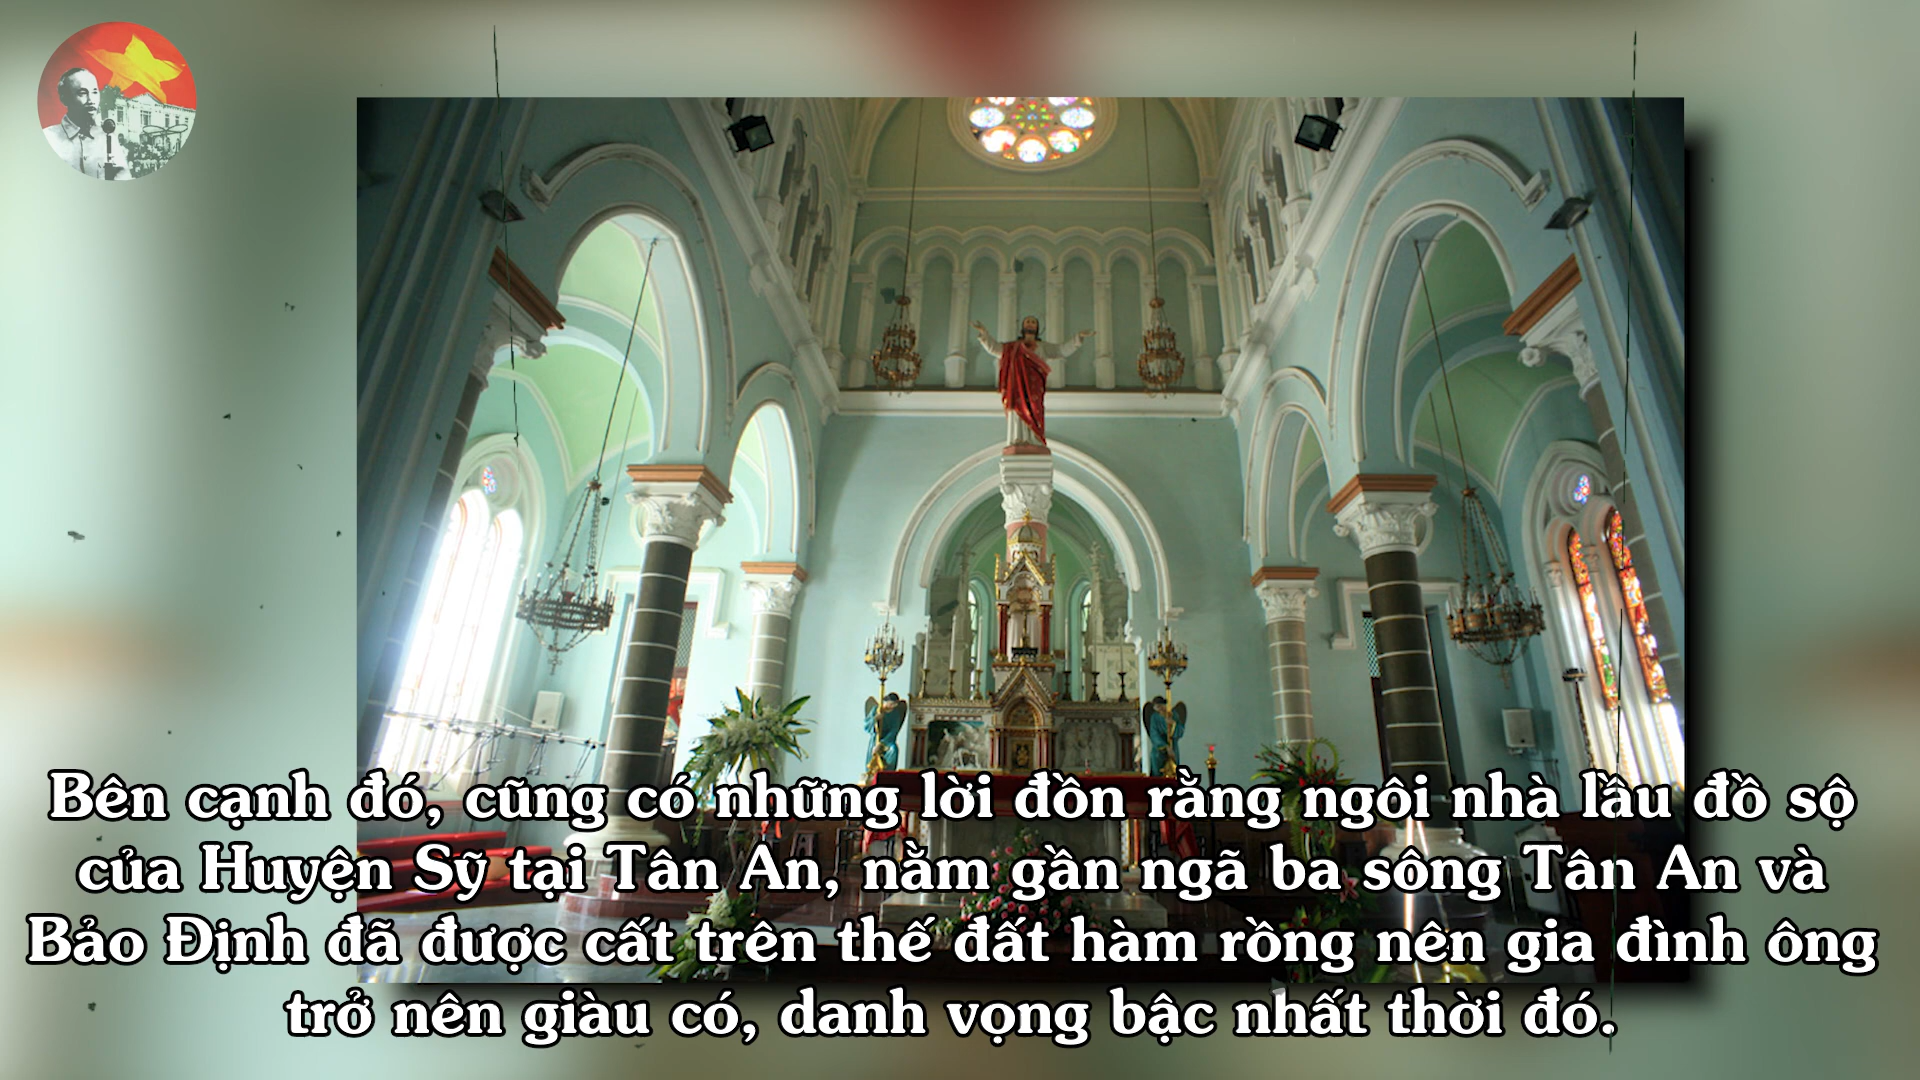 Bên cạnh đó, cũng có những lời đồn rằng ngôi nhà lầu đồ sộ
của Huyện Sỹ tại Tân An, nằm gần ngã ba sông Tân An và
Bảo Định đã được cất trên thế đất hàm rồng nên gia đình ông
trở nên giàu có, danh vọng bậc nhất thời đó.